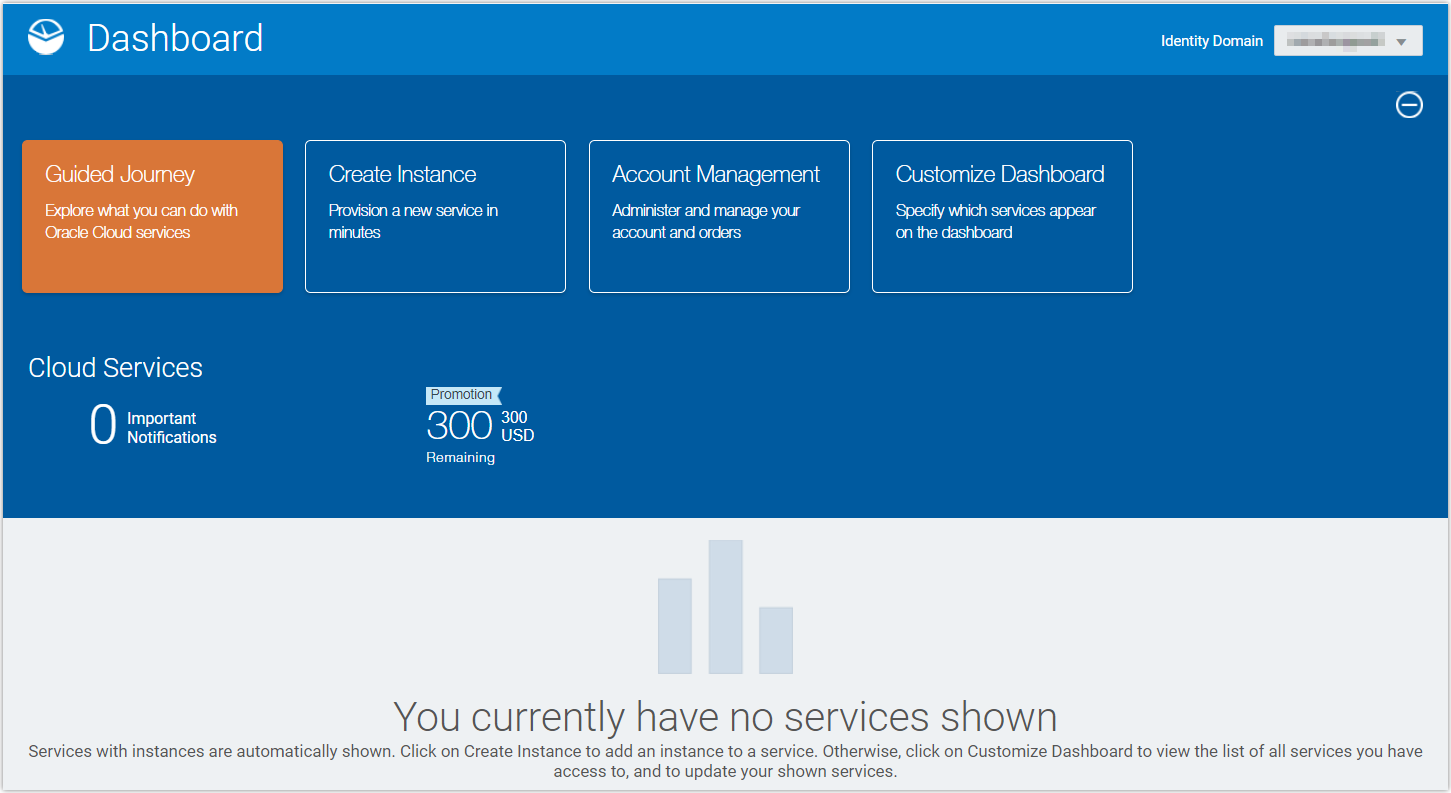 Dashboard
Identity Domain
Guided Journey
Explore what you can do with
Oracle Cloud services
Create Instance
Provision a new service in
minutes
Account Management
Administer and manage your
account and orders
Customize Dashboard
Specify which services appear
on the dashboard
Cloud Services
0 Important
Notifications
Promotion
300 300
USD
Remaining
You currently have no services shown
Services with instances are automatically shown. Click on Create Instance to add an instance to a service. Otherwise, click on Customize Dashboard to view the list of all services you have
access to, and to update your shown services.